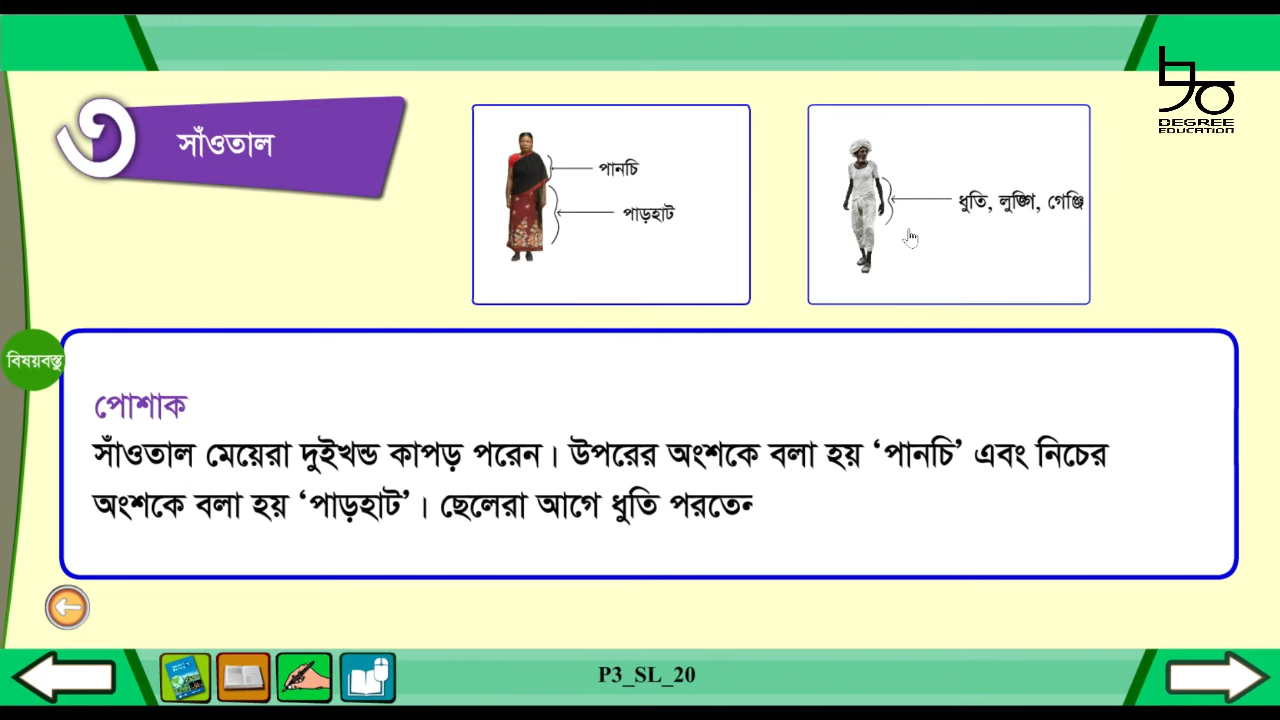 ৩
সাঁওতাল
পানচি
পাড়হাট
ধুতি, লুঙ্গি, গেঞ্জি
DEGREE
EDUCATION
বিষয়বস্তু
পোশাক
সাঁওতাল মেয়েরা দুইখন্ড কাপড় পরেন। উপরের অংশকে বলা হয় ‘পানচি’ এবং নিচের
অংশকে বলা হয় ‘পাড়হাট’। ছেলেরা আগে ধুতি পরতেন
P3_SL_20